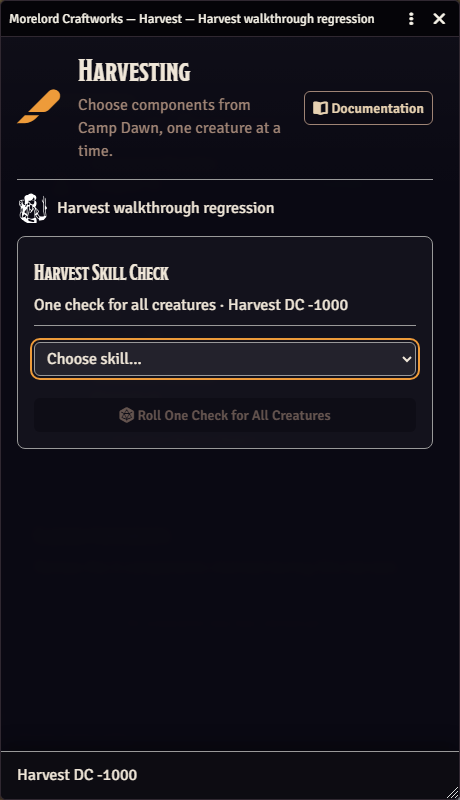 Morelord Craftworks — Harvest — Harvest walkthrough regression
Harvesting
Choose components from
Camp Dawn, one creature at a
time.
Documentation
Harvest walkthrough regression
Harvest Skill Check
One check for all creatures · Harvest DC -1000
Choose skill...
Roll One Check for All Creatures
Harvest DC -1000